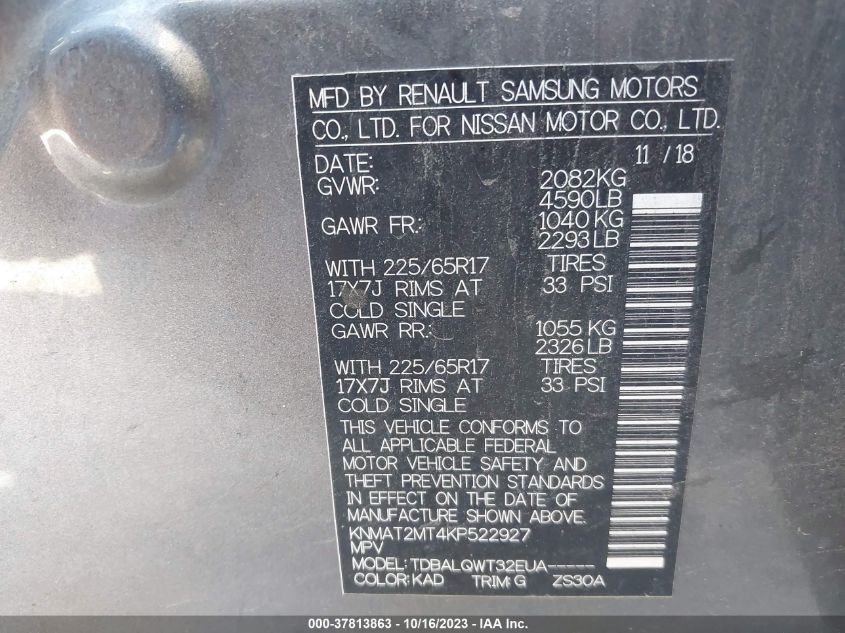 MFD BY RENAULT SAMSUNG MOTORS
CO., LTD. FOR NISSAN MOTOR CO., LTD.
DATE: 11 / 18
GVWR: 2082KG
4590LB
GAWR FR.: 1040 KG
2293 LB
WITH 225/65R17 TIRES
17X7J RIMS AT 33 PSI
COLD SINGLE
GAWR RR.: 1055 KG
2326 LB
WITH 225/65R17 TIRES
17X7J RIMS AT 33 PSI
COLD SINGLE
THIS VEHICLE CONFORMS TO
ALL APPLICABLE FEDERAL
MOTOR VEHICLE SAFETY AND
THEFT PREVENTION STANDARDS
IN EFFECT ON THE DATE OF
MANUFACTURE SHOWN ABOVE.
KNMAT2MT4KP522927
MPV
MODEL: TDBALQWT32EUA-----
COLOR: KAD TRIM: G ZS30A
000-37813863 - 10/16/2023 - IAAI.com.